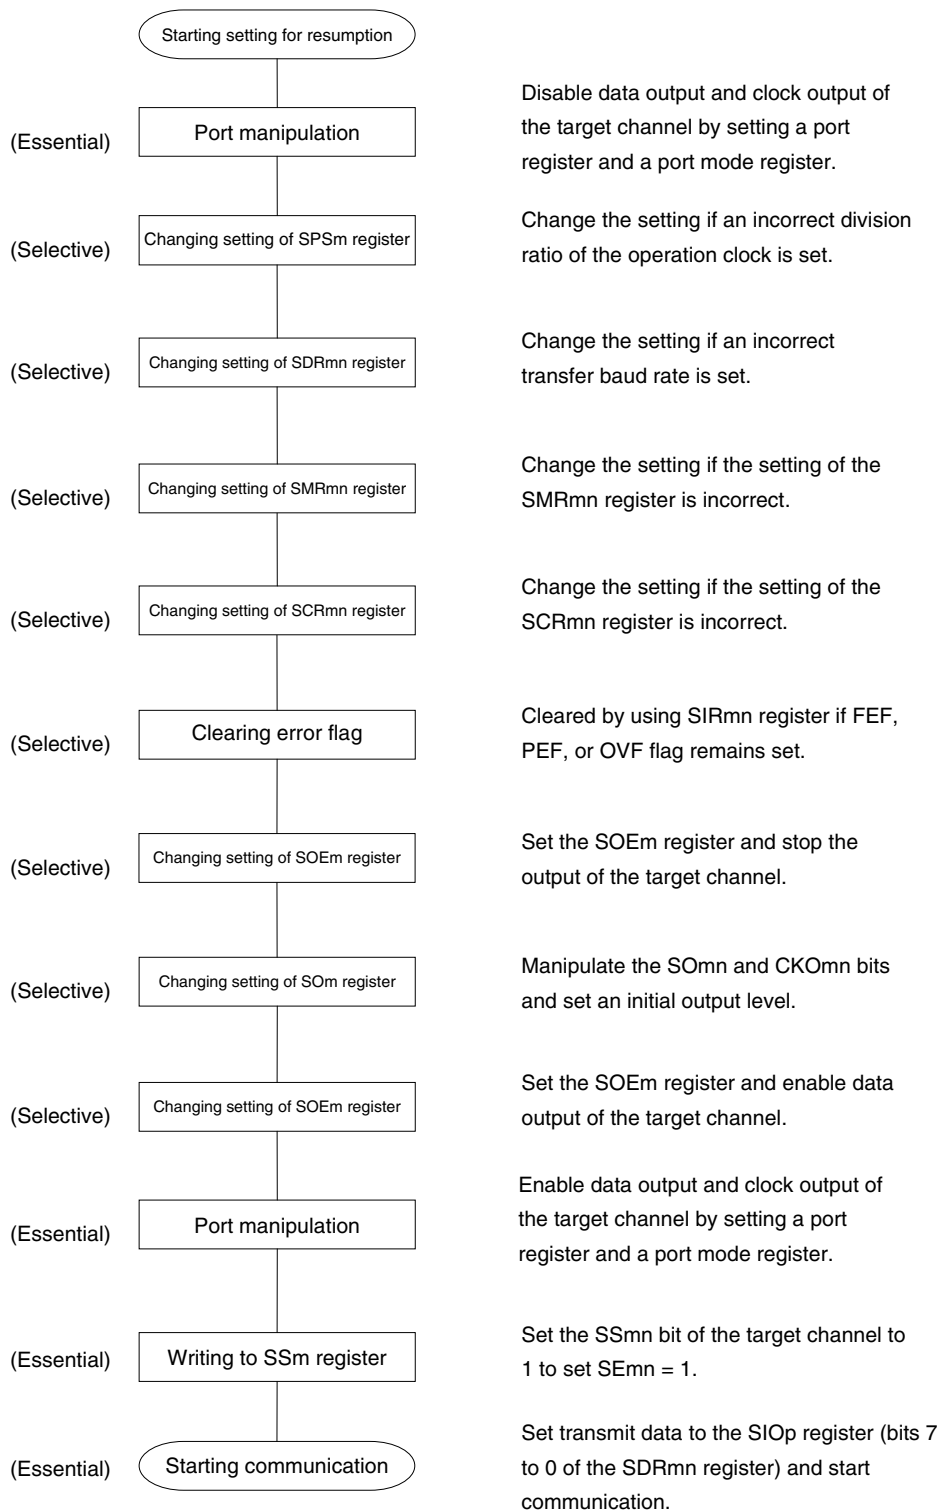 Starting setting for resumption
(Essential)
Port manipulation
Disable data output and clock output of
the target channel by setting a port
register and a port mode register.
(Selective)
Changing setting of SPSm register
Change the setting if an incorrect division
ratio of the operation clock is set.
(Selective)
Changing setting of SDRmn register
Change the setting if an incorrect
transfer baud rate is set.
(Selective)
Changing setting of SMRmn register
Change the setting if the setting of the
SMRmn register is incorrect.
(Selective)
Changing setting of SCRmn register
Change the setting if the setting of the
SCRmn register is incorrect.
(Selective)
Clearing error flag
Cleared by using SIRmn register if FEF,
PEF, or OVF flag remains set.
(Selective)
Changing setting of SOEm register
Set the SOEm register and stop the
output of the target channel.
(Selective)
Changing setting of SOm register
Manipulate the SOmn and CKOmn bits
and set an initial output level.
(Selective)
Changing setting of SOEm register
Set the SOEm register and enable data
output of the target channel.
(Essential)
Port manipulation
Enable data output and clock output of
the target channel by setting a port
register and a port mode register.
(Essential)
Writing to SSm register
Set the SSmn bit of the target channel to
1 to set SEmn = 1.
(Essential)
Starting communication
Set transmit data to the SIOp register (bits 7
to 0 of the SDRmn register) and start
communication.